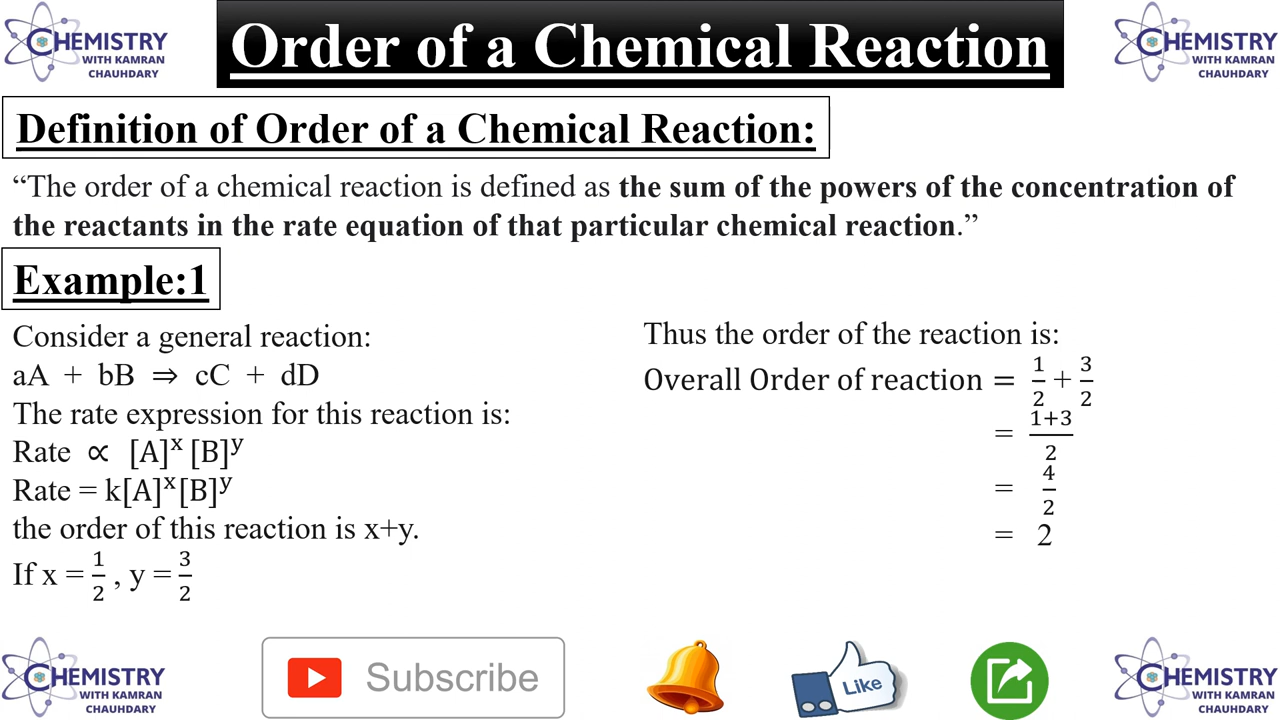 CHEMISTRY
WITH KAMRAN
CHAUHDARY
Order of a Chemical Reaction
CHEMISTRY
WITH KAMRAN
CHAUHDARY
Definition of Order of a Chemical Reaction:
“The order of a chemical reaction is defined as the sum of the powers of the concentration of
the reactants in the rate equation of that particular chemical reaction.”
Example:1
Consider a general reaction:
aA + bB ⇒ cC + dD
The rate expression for this reaction is:
Rate ∝ [A]ˣ [B]ʸ
Rate = k[A]ˣ[B]ʸ
the order of this reaction is x+y.
If x = 1/2 , y = 3/2
Thus the order of the reaction is:
Overall Order of reaction = 1/2 + 3/2
= 1+3/2
= 4/2
= 2
CHEMISTRY
WITH KAMRAN
CHAUHDARY
Subscribe
Like
CHEMISTRY
WITH KAMRAN
CHAUHDARY